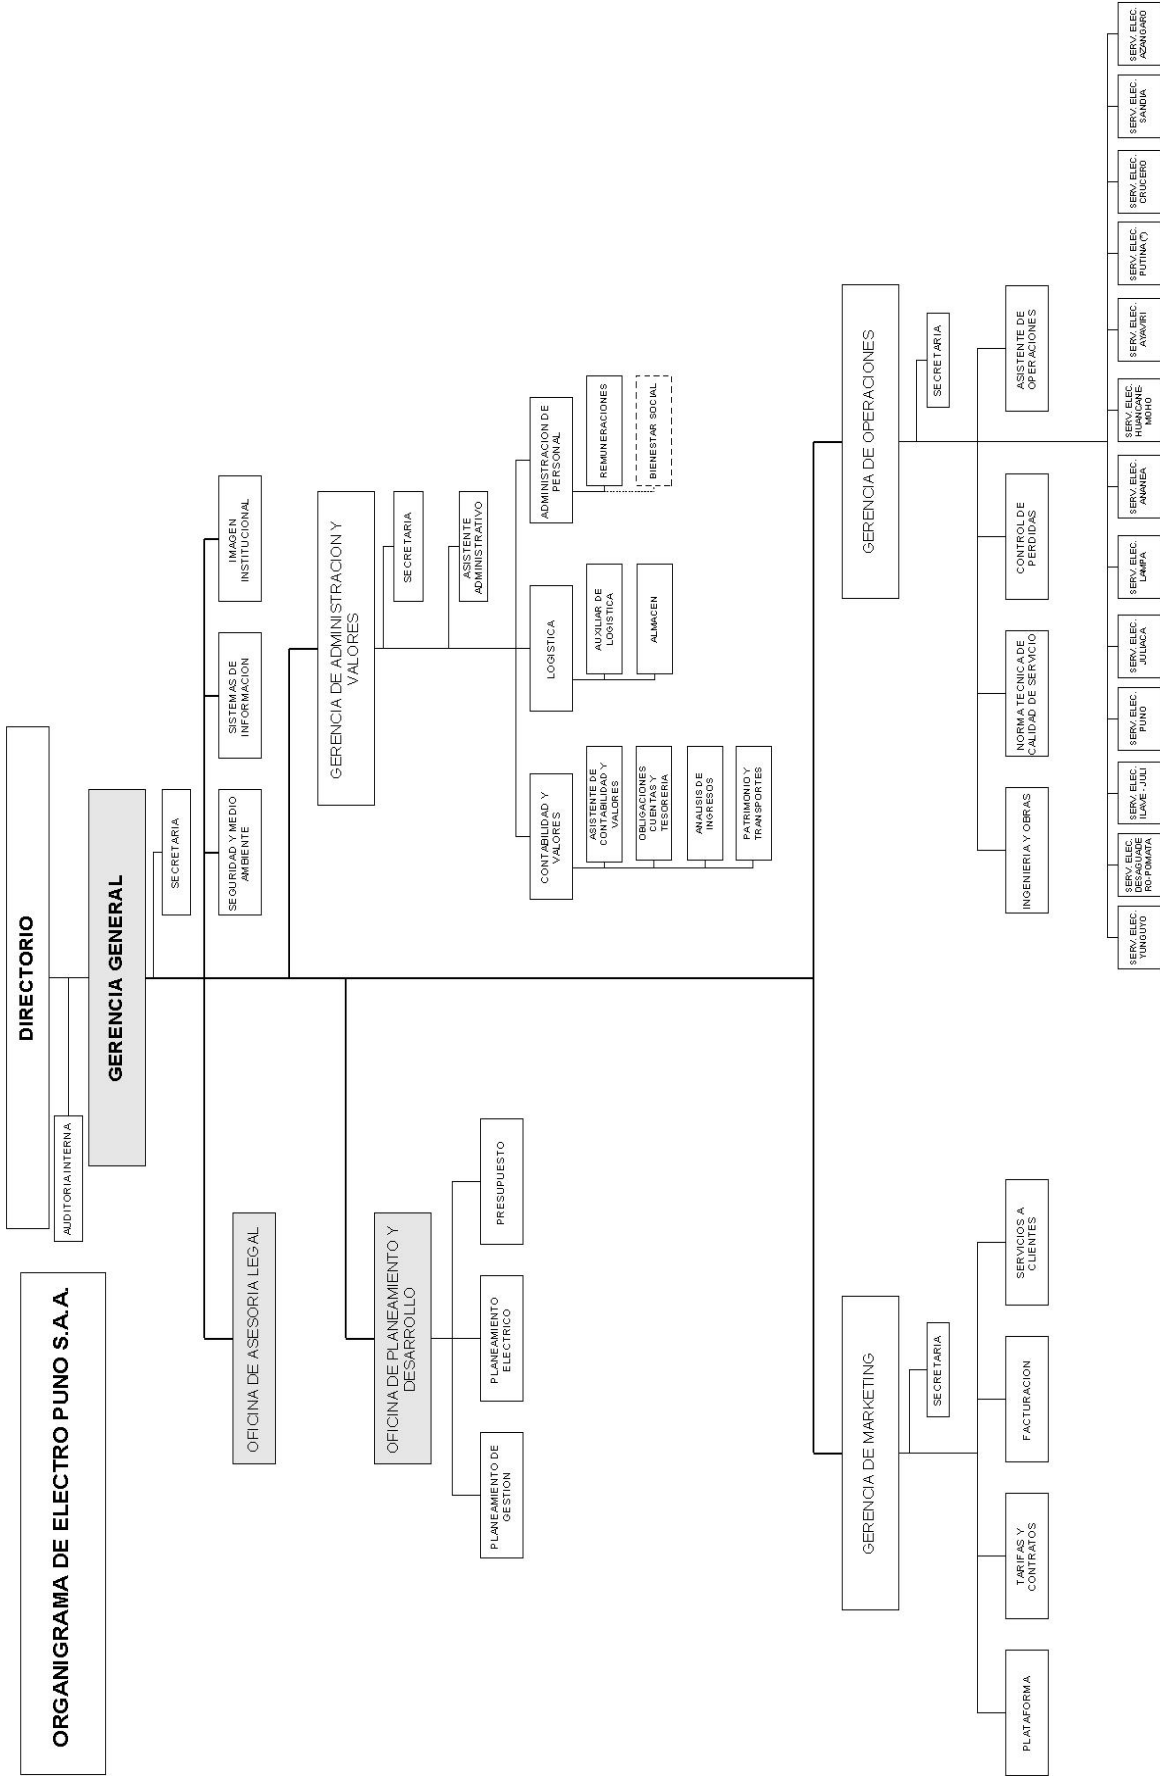 ORGANIGRAMA DE ELECTRO PUNO S.A.A.
DIRECTORIO
AUDITORIA INTERNA
GERENCIA GENERAL
SECRETARIA
OFICINA DE ASESORIA LEGAL
SEGURIDAD Y MEDIO
AMBIENTE
SISTEMAS DE
INFORMACION
IMAGEN
INSTITUCIONAL
OFICINA DE PLANEAMIENTO Y
DESARROLLO
PLANEAMIENTO DE
GESTION
PLANEAMIENTO
ELECTRICO
PRESUPUESTO
GERENCIA DE ADMINISTRACION Y
VALORES
SECRETARIA
ASISTENTE
ADMINISTRATIVO
CONTABILIDAD Y
VALORES
ASISTENTE DE
CONTABILIDAD Y
VALORES
OBLIGACIONES
CUENTAS Y
TESORERIA
ANALISIS DE
INGRESOS
PATRIMONIO Y
TRANSPORTES
LOGISTICA
AUXILIAR DE
LOGISTICA
ALMACEN
ADMINISTRACION DE
PERSONAL
REMUNERACIONES
BIENESTAR SOCIAL
GERENCIA DE MARKETING
SECRETARIA
PLATAFORMA
TARIFAS Y
CONTRATOS
FACTURACION
SERVICIOS A
CLIENTES
GERENCIA DE OPERACIONES
SECRETARIA
INGENIERIA Y OBRAS
NORMA TECNICA DE
CALIDAD DE SERVICIO
CONTROL DE
PERDIDAS
ASISTENTE DE
OPERACIONES
SERV. ELEC.
YUNGUYO
SERV. ELEC.
DESAGUADE
RO-POMATA
SERV. ELEC.
ILAVE - JULI
SERV. ELEC.
PUNO
SERV. ELEC.
JULIACA
SERV. ELEC.
LAMPA
SERV. ELEC.
ANANEA
SERV. ELEC.
HUANCANE-
MOHO
SERV. ELEC.
AYAVIRI
SERV. ELEC.
PUTINA (*)
SERV. ELEC.
CRUCERO
SERV. ELEC.
SANDIA
SERV. ELEC.
AZANGARO